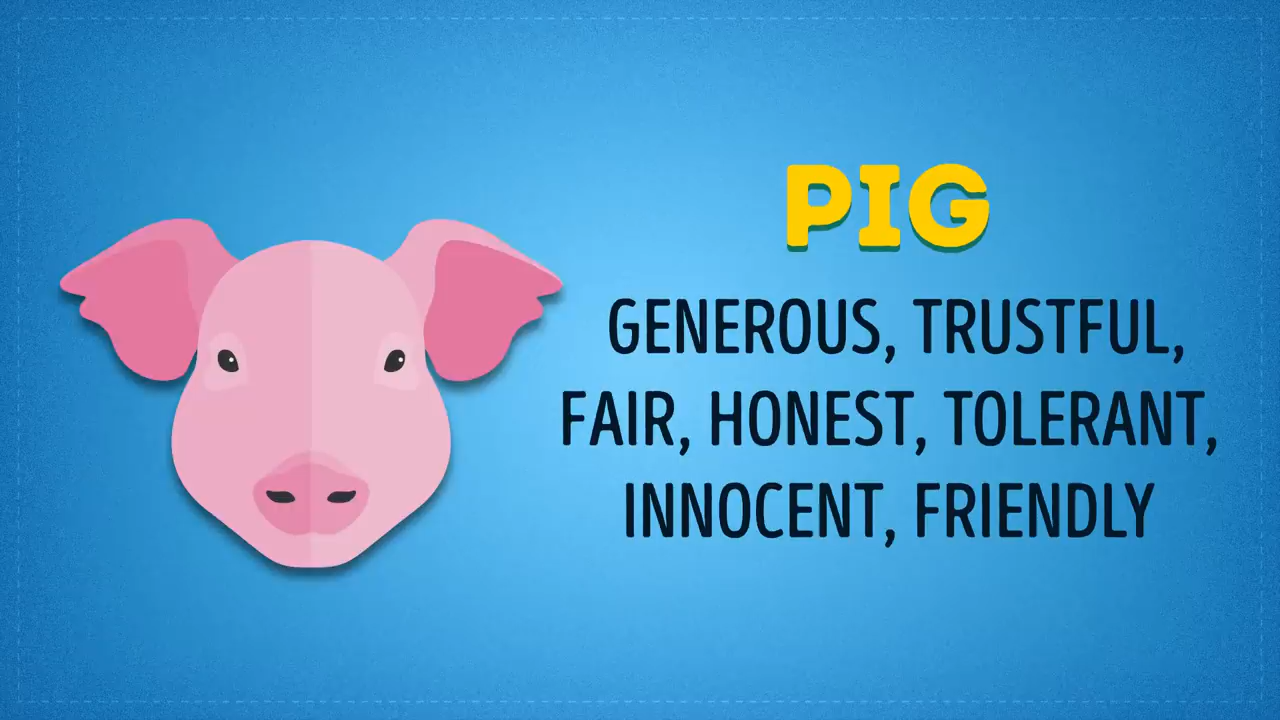 PIG
GENEROUS, TRUSTFUL,
FAIR, HONEST, TOLERANT,
INNOCENT, FRIENDLY